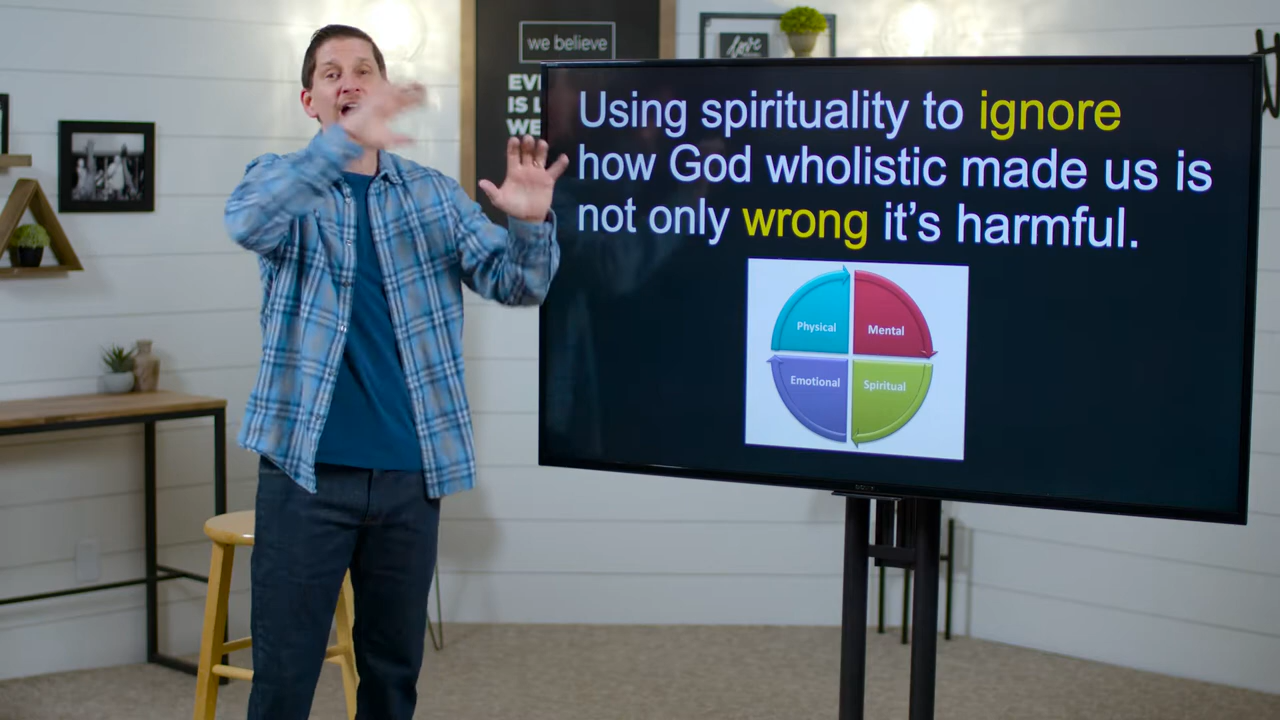 we believe
love
Using spirituality to ignore
how God wholistic made us is
not only wrong it's harmful.
Physical
Mental
Emotional
Spiritual
SONY